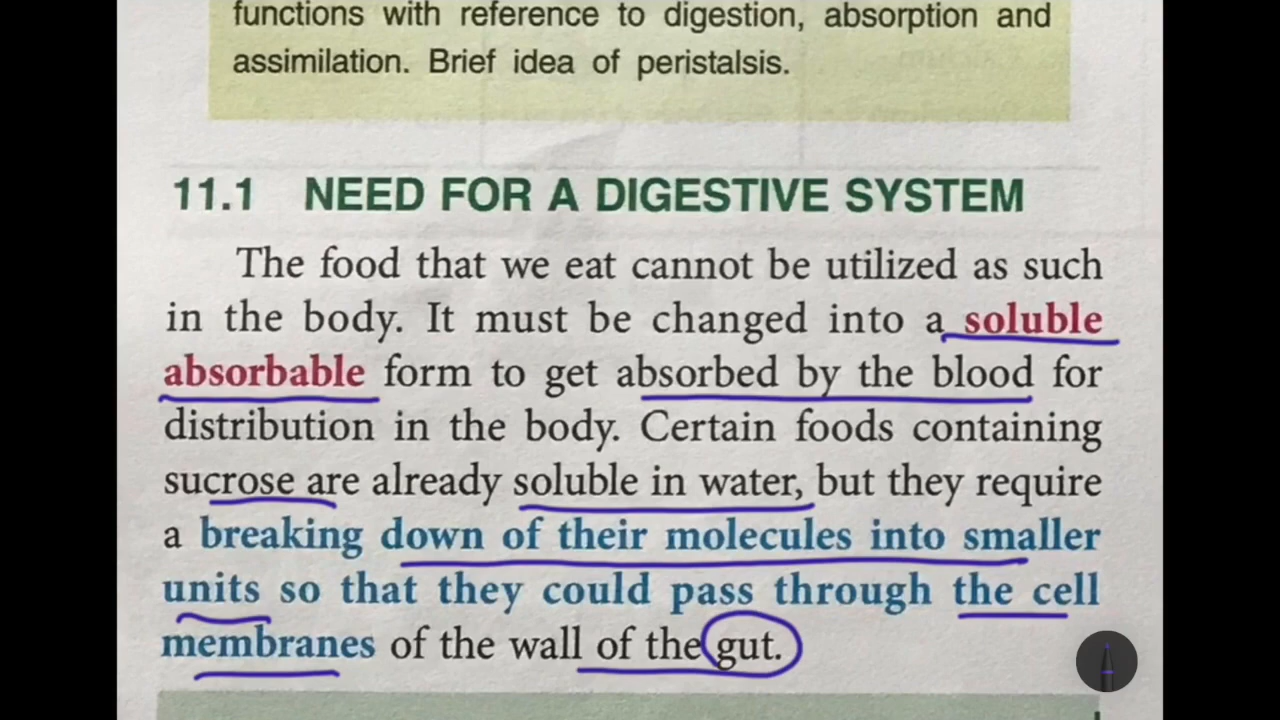 functions with reference to digestion, absorption and
assimilation. Brief idea of peristalsis.
11.1 NEED FOR A DIGESTIVE SYSTEM
The food that we eat cannot be utilized as such
in the body. It must be changed into a soluble
absorbable form to get absorbed by the blood for
distribution in the body. Certain foods containing
sucrose are already soluble in water, but they require
a breaking down of their molecules into smaller
units so that they could pass through the cell
membranes of the wall of the gut.